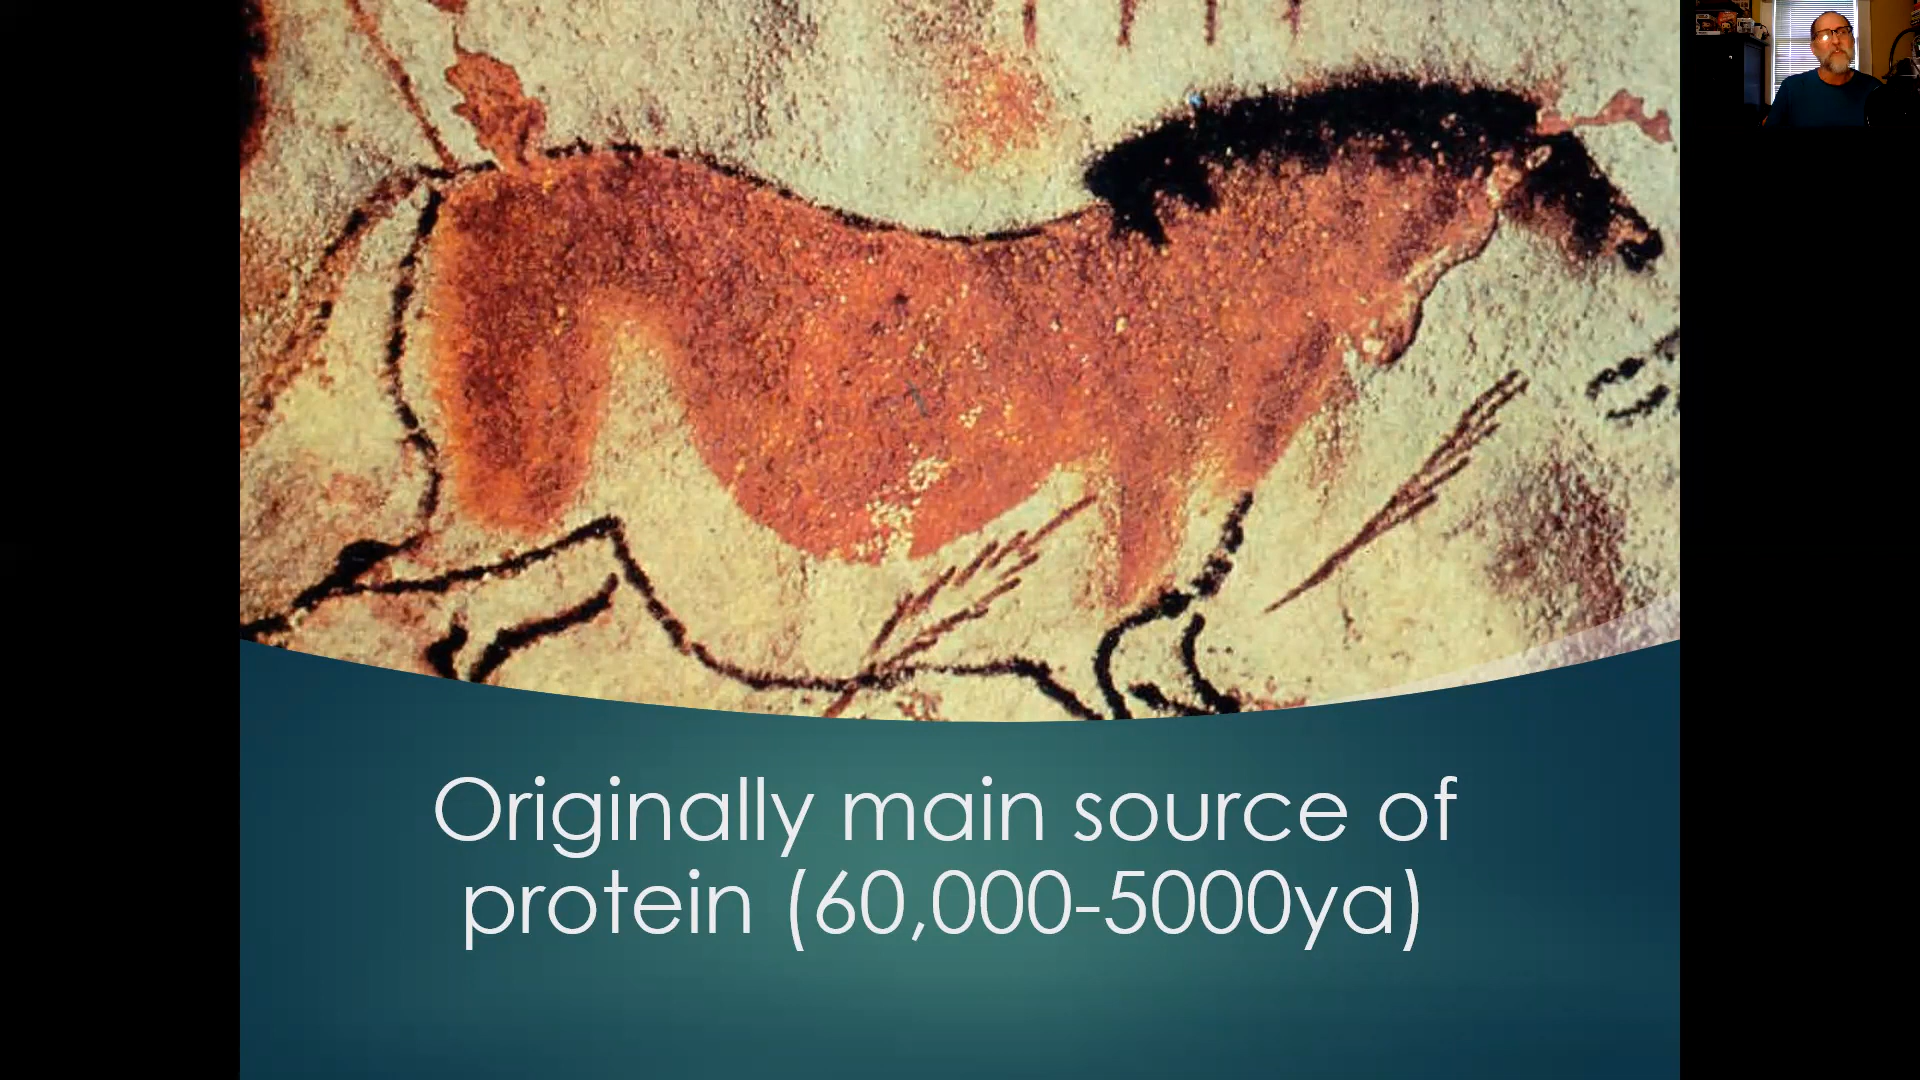 Originally main source of
protein (60,000-5000ya)